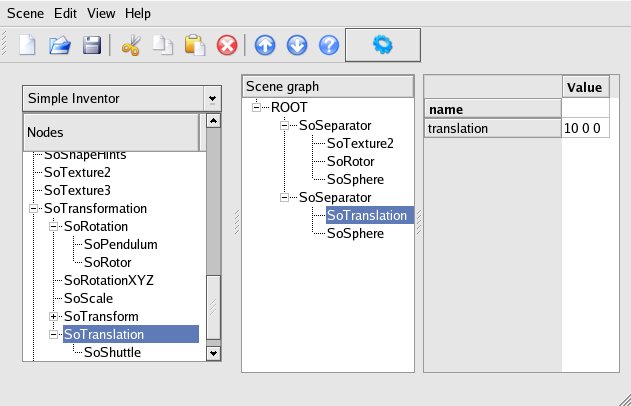 Scene Edit View Help
Simple Inventor
Nodes
SoShapeHints
SoTexture2
SoTexture3
SoTransformation
SoRotation
SoPendulum
SoRotor
SoRotationXYZ
SoScale
SoTransform
SoTranslation
SoShuttle
Scene graph
ROOT
SoSeparator
SoTexture2
SoRotor
SoSphere
SoSeparator
SoTranslation
SoSphere
Value
name
translation 10 0 0